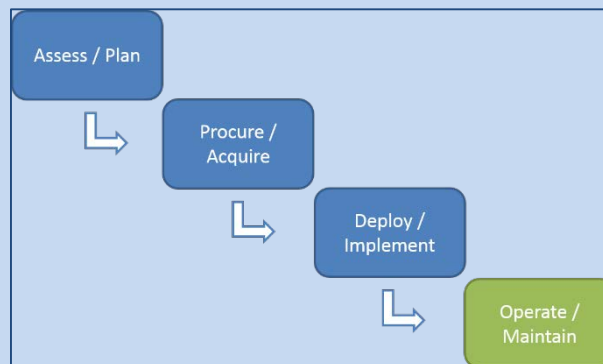 Assess / Plan
Procure /
Acquire
Deploy /
Implement
Operate /
Maintain